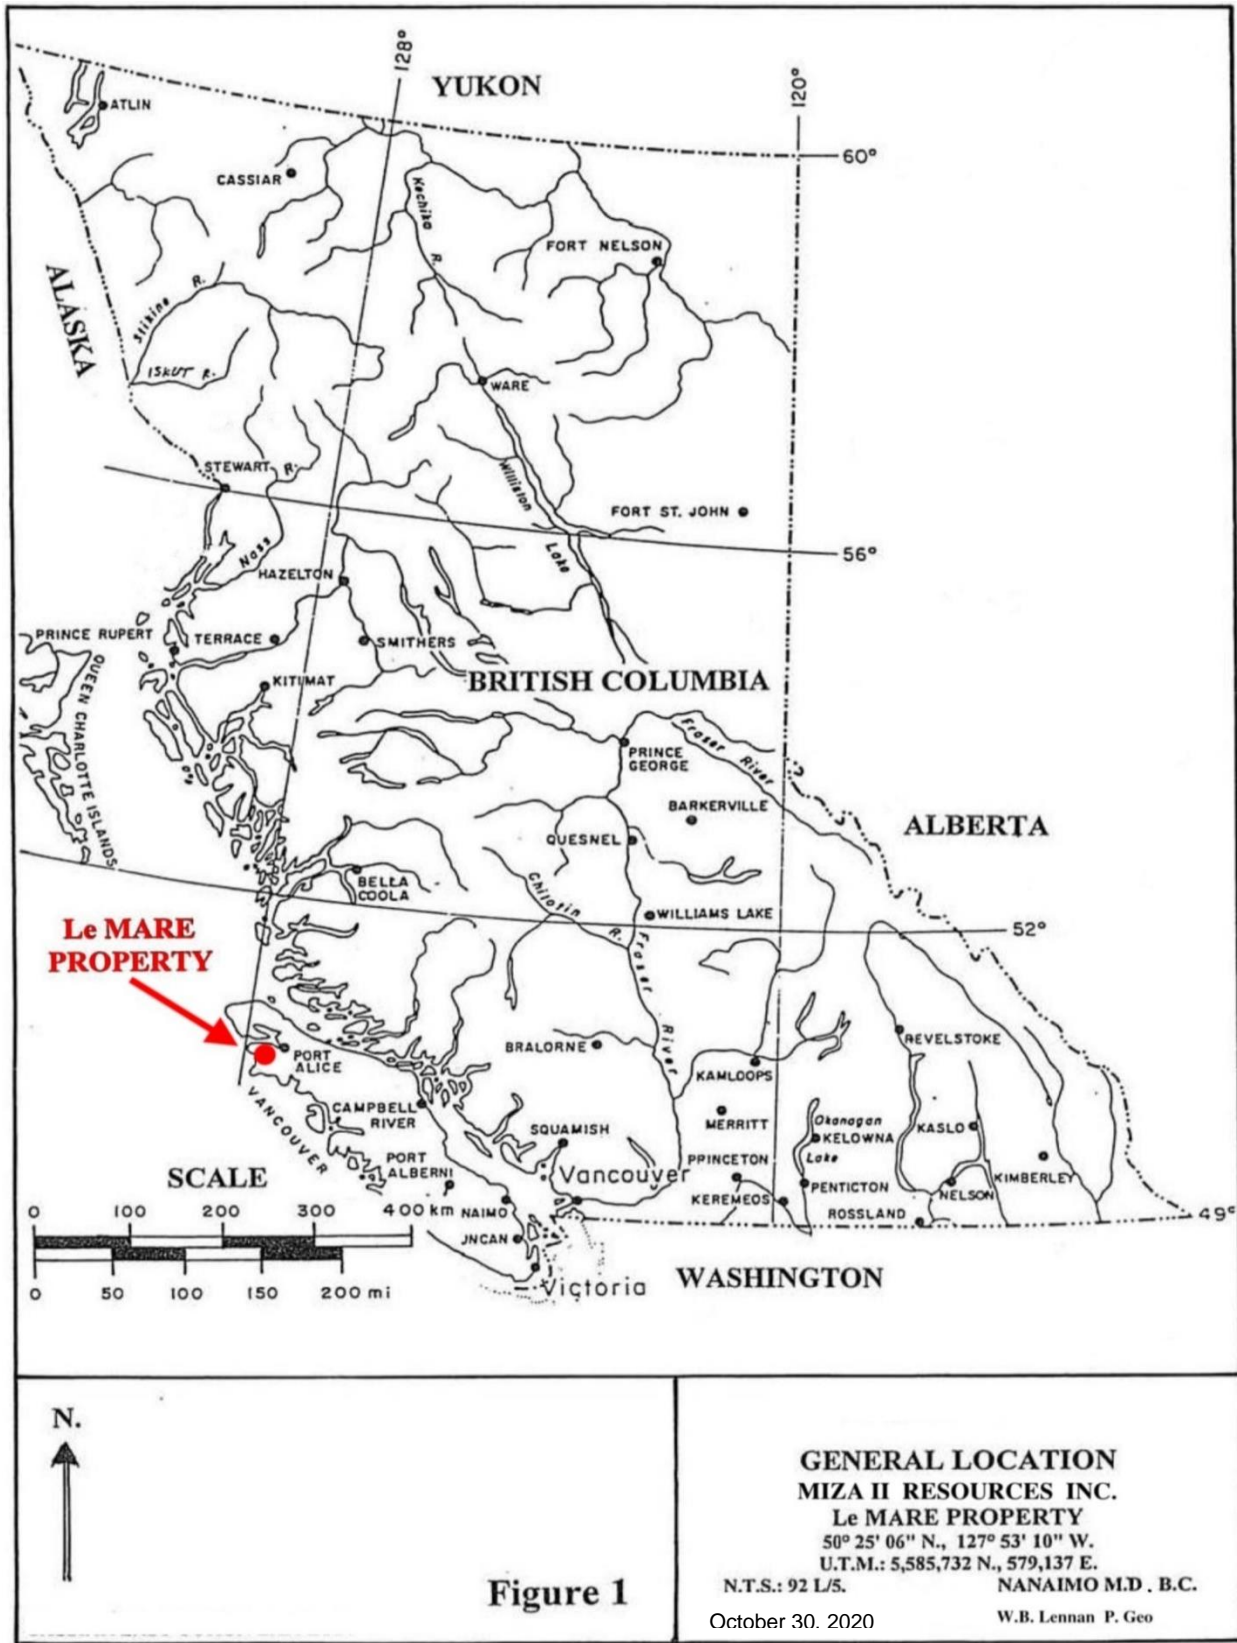 128°
YUKON
120°
ATLIN
60°
CASSIAR
Kechika
R.
FORT NELSON
ALASKA
Stikine R.
ISKUT R.
WARE
STEWART
R.
Williston
Lake
FORT ST. JOHN
56°
Nass
HAZELTON
PRINCE RUPERT
TERRACE
SMITHERS
QUEEN CHARLOTTE ISLANDS
KITIMAT
BRITISH COLUMBIA
Fraser River
PRINCE
GEORGE
BARKERVILLE
ALBERTA
QUESNEL
BELLA
COOLA
Chilotin
R.
WILLIAMS LAKE
52°
Le MARE
PROPERTY
Fraser
River
BRALORNE
REVELSTOKE
PORT
ALICE
KAMLOOPS
VANCOUVER
CAMPBELL
RIVER
MERRITT
Okanagan
Lake
KELOWNA
KASLO
SQUAMISH
PORT
ALBERNI
Vancouver
PRINCETON
PENTICTON
KIMBERLEY
NELSON
KEREMEOS
ROSSLAND
49°
SCALE
0 100 200 300 400 km
NAIMO
JNCAN
Victoria
WASHINGTON
0 50 100 150 200 mi
N.
Figure 1
GENERAL LOCATION
MIZA II RESOURCES INC.
Le MARE PROPERTY
50° 25' 06" N., 127° 53' 10" W.
U.T.M.: 5,585,732 N., 579,137 E.
N.T.S.: 92 L/5. NANAIMO M.D. B.C.
October 30, 2020 W.B. Lennan P. Geo